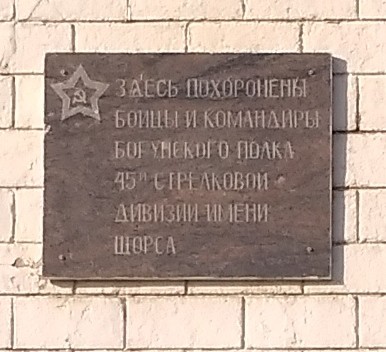 ЗДЕСЬ ПОХОРОНЕНЫ
БОЙЦЫ И КОМАНДИРЫ
БОГУНСКОГО ПОЛКА
45Й СТРЕЛКОВОЙ
ДИВИЗИИ ИМЕНИ
ЩОРСА